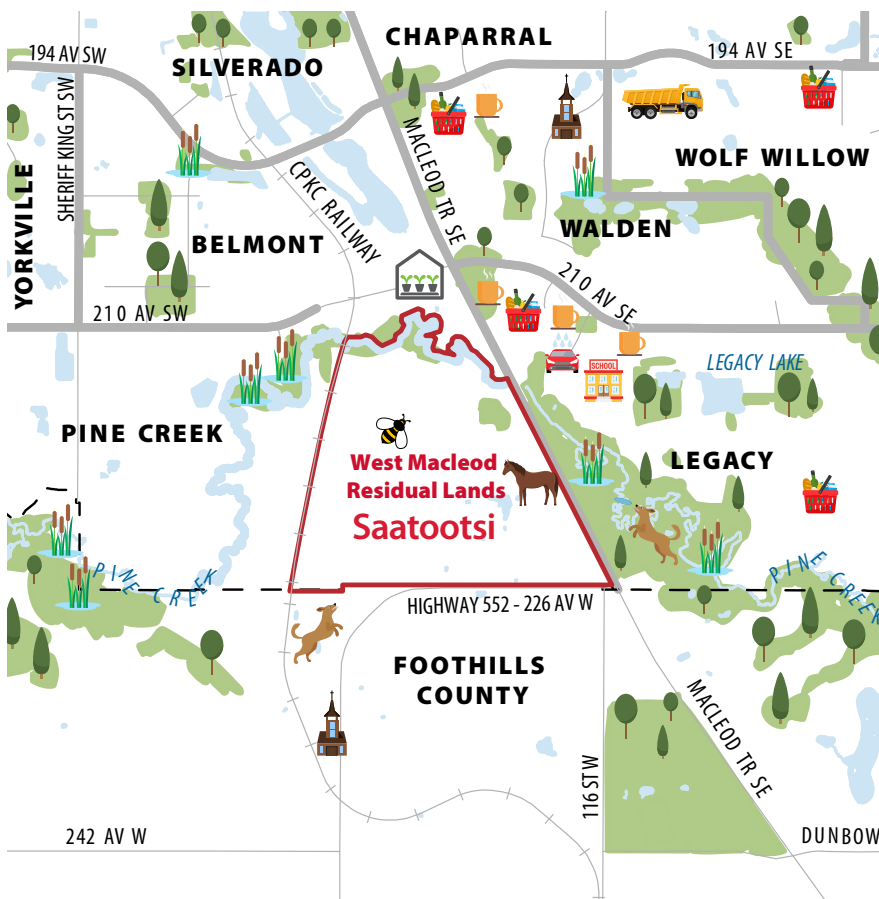 CHAPARRAL
194 AV SW
194 AV SE
SILVERADO
SHERIFF KING ST SW
MACLEOD TR SE
WOLF WILLOW
YORKVILLE
CPKC RAILWAY
WALDEN
BELMONT
210 AV SE
210 AV SW
SCHOOL
LEGACY LAKE
PINE CREEK
LEGACY
West Macleod
Residual Lands
Saatootsi
PINE CREEK
PINE CREEK
HIGHWAY 552 - 226 AV W
FOOTHILLS
COUNTY
MACLEOD TR SE
116 ST W
242 AV W
DUNBOW